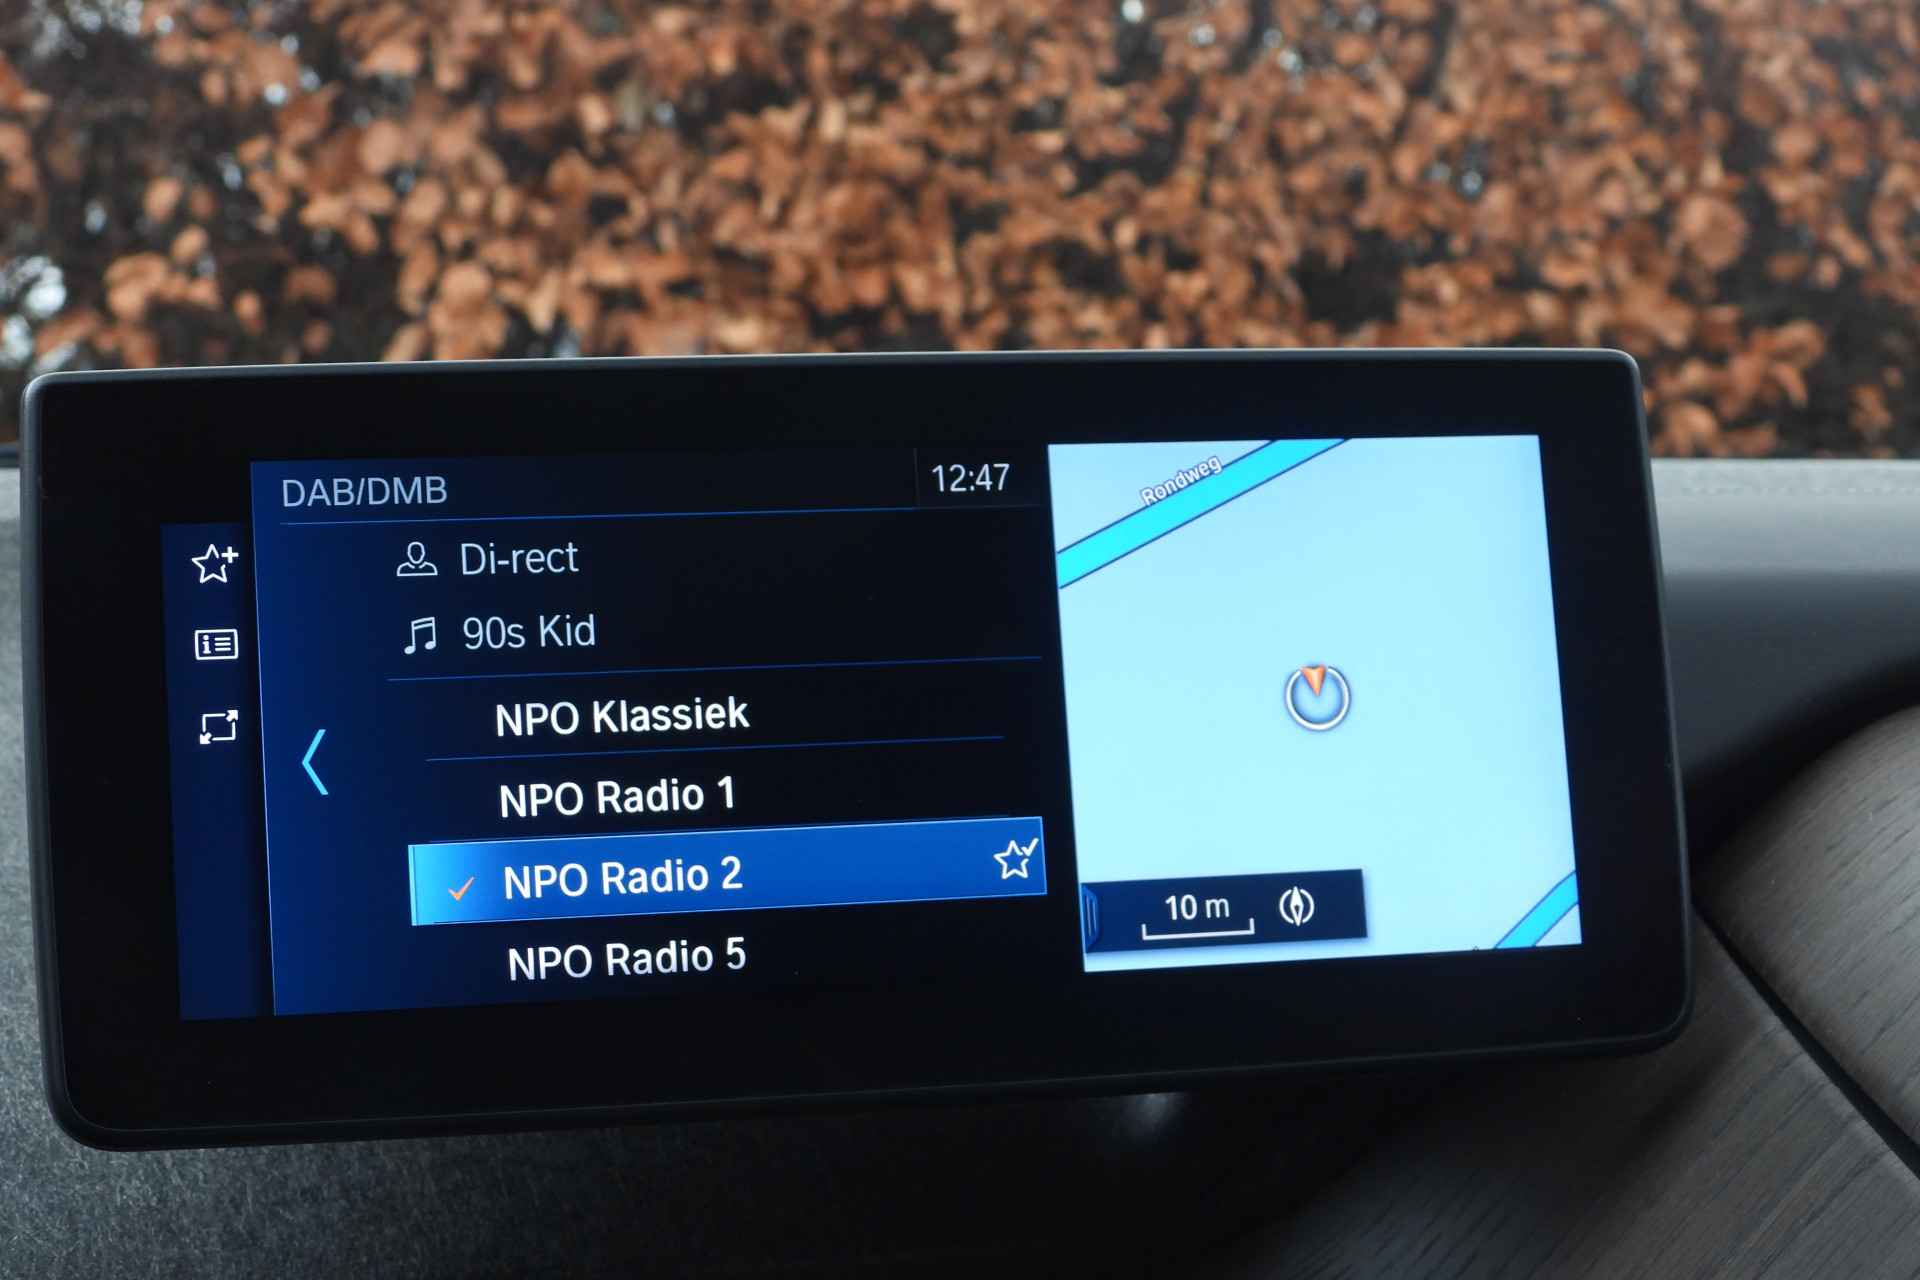 DAB/DMB
12:47
Di-rect
90s Kid
NPO Klassiek
NPO Radio 1
NPO Radio 2
NPO Radio 5
Rondweg
10 m